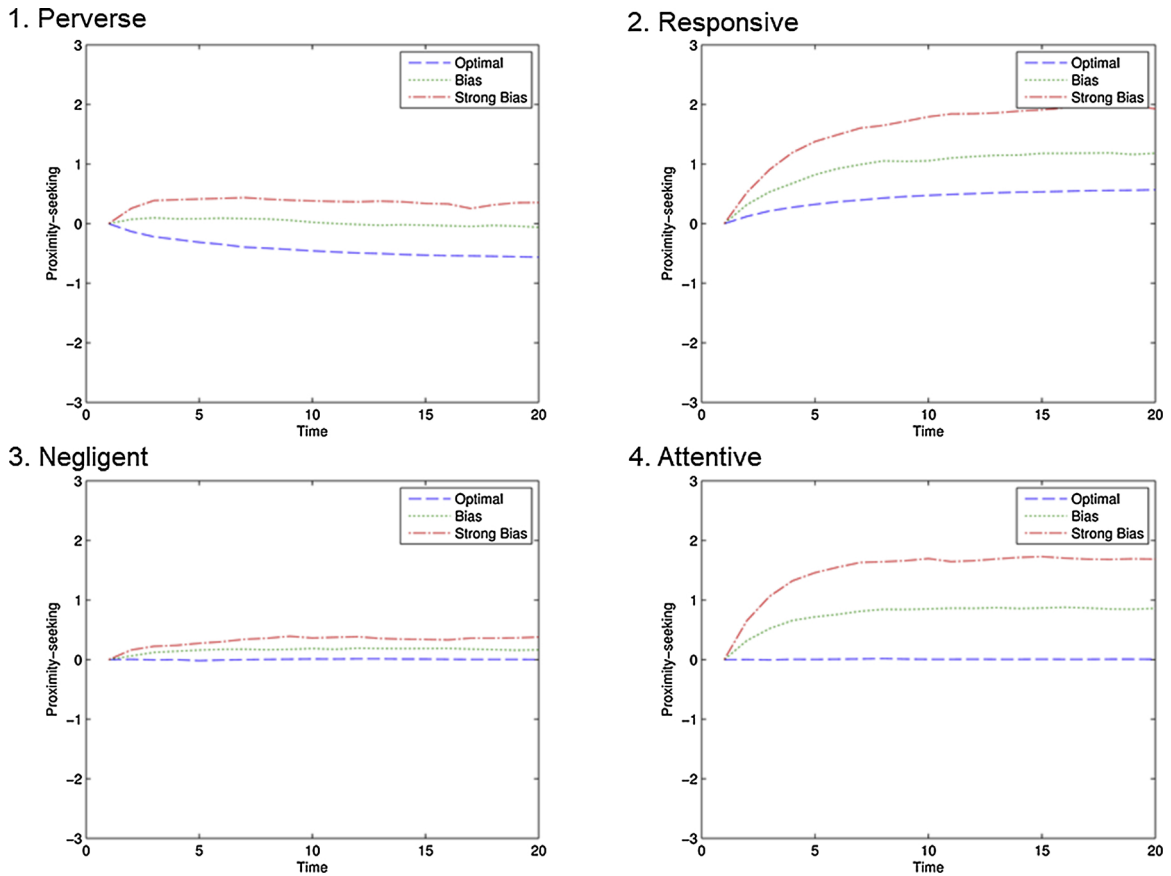 1. Perverse
3
2
1
0
−1
−2
−3
Proximity−seeking
Optimal
Bias
Strong Bias
0 5 10 15 20
Time
2. Responsive
3
2
1
0
−1
−2
−3
Proximity−seeking
Optimal
Bias
Strong Bias
0 5 10 15 20
Time
3. Negligent
3
2
1
0
−1
−2
−3
Proximity−seeking
Optimal
Bias
Strong Bias
0 5 10 15 20
Time
4. Attentive
3
2
1
0
−1
−2
−3
Proximity−seeking
Optimal
Bias
Strong Bias
0 5 10 15 20
Time